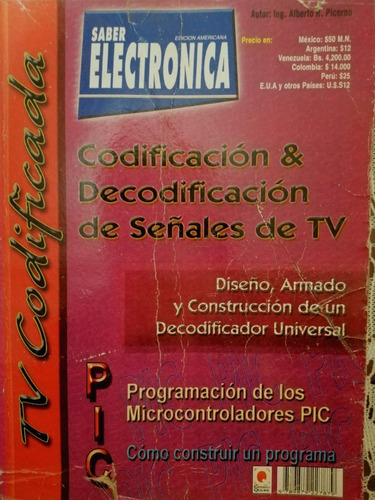 Autor: Ing. Alberto H. Picerno
SABER
EDICION AMERICANA
ELECTRONICA
Precio en:
México: $50 M.N.
Argentina: $12
Venezuela: Bs. 4,200.00
Colombia: $ 14.000
Perú: $25
E.U.A y otros Países: U.S$12
TV Codificada
Codificación &
Decodificación
de Señales de TV
Diseño, Armado
y Construcción de un
Decodificador Universal
PIC
Programación de los
Microcontroladores PIC
Cómo construir un programa